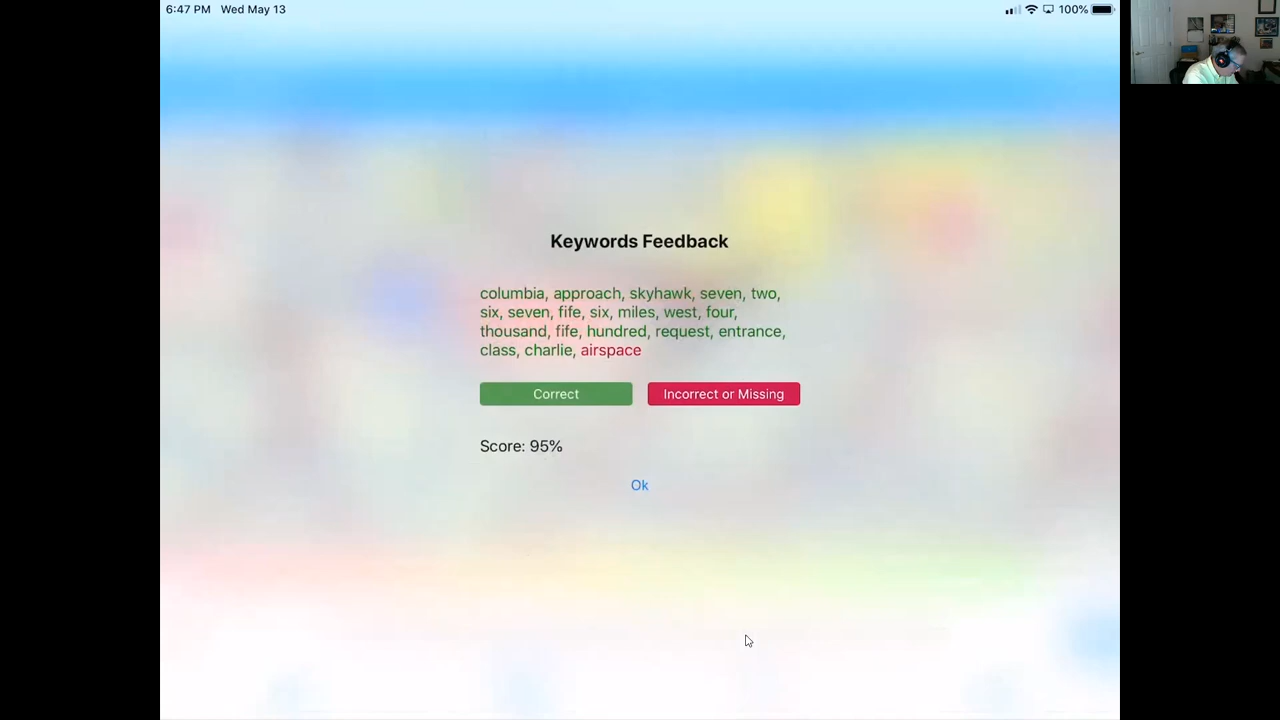 6:47 PM Wed May 13
100%
Keywords Feedback
columbia, approach, skyhawk, seven, two,
six, seven, fife, six, miles, west, four,
thousand, fife, hundred, request, entrance,
class, charlie, airspace
Correct
Incorrect or Missing
Score: 95%
Ok